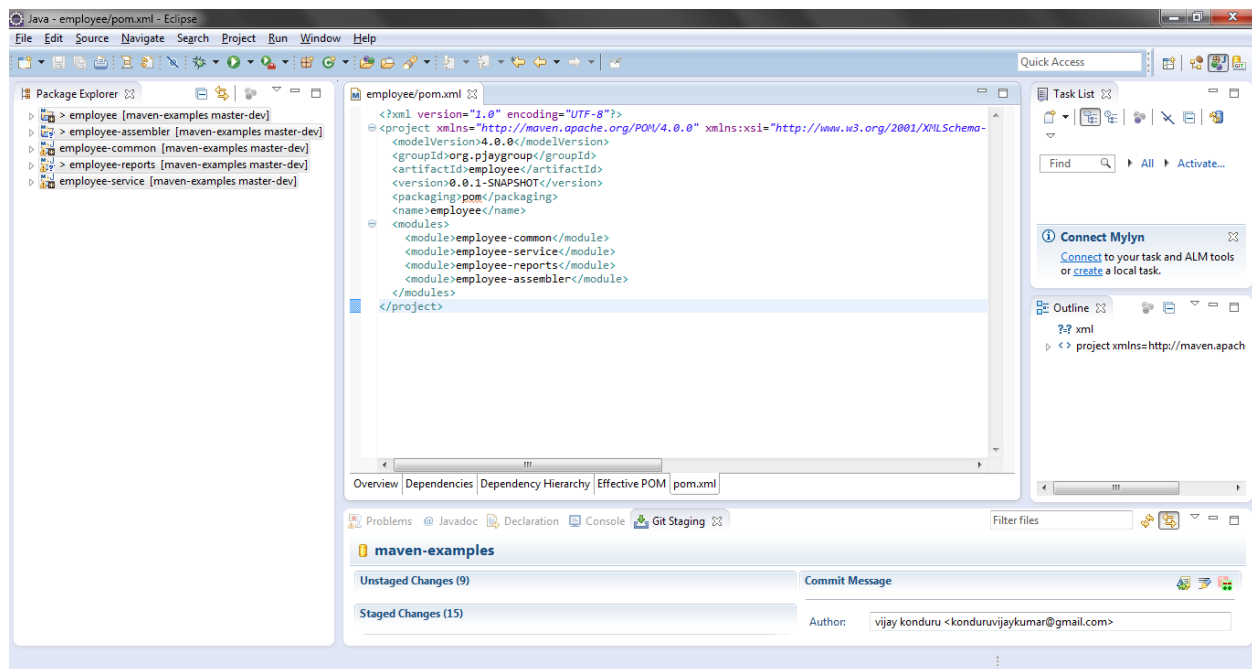 Java - employee/pom.xml - Eclipse
File Edit Source Navigate Search Project Run Window Help
Quick Access
Package Explorer
> employee [maven-examples master-dev]
> employee-assembler [maven-examples master-dev]
employee-common [maven-examples master-dev]
> employee-reports [maven-examples master-dev]
employee-service [maven-examples master-dev]
employee/pom.xml
<?xml version="1.0" encoding="UTF-8"?>
<project xmlns="http://maven.apache.org/POM/4.0.0" xmlns:xsi="http://www.w3.org/2001/XMLSchema-
<modelVersion>4.0.0</modelVersion>
<groupId>org.pjaygroup</groupId>
<artifactId>employee</artifactId>
<version>0.0.1-SNAPSHOT</version>
<packaging>pom</packaging>
<name>employee</name>
<modules>
<module>employee-common</module>
<module>employee-service</module>
<module>employee-reports</module>
<module>employee-assembler</module>
</modules>
</project>
Overview Dependencies Dependency Hierarchy Effective POM pom.xml
Task List
Find All Activate...
Connect Mylyn
Connect to your task and ALM tools
or create a local task.
Outline
?=? xml
<> project xmlns=http://maven.apach
Problems @ Javadoc Declaration Console Git Staging
Filter files
maven-examples
Unstaged Changes (9)
Staged Changes (15)
Commit Message
Author: vijay konduru <konduruvijaykumar@gmail.com>